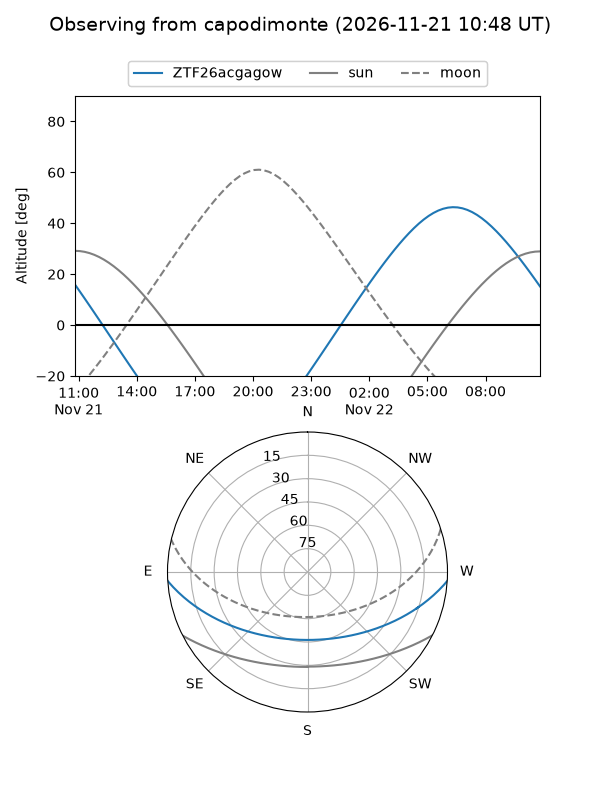 Observing from capodimonte (2026-11-21 10:48 UT)
ZTF26acgagow sun moon
80
60
40
20
0
−20
Altitude [deg]
11:00 14:00 17:00 20:00 23:00 02:00 05:00 08:00
Nov 21 Nov 22
N
NE NW
15
30
45
60
75
E W
SE SW
S